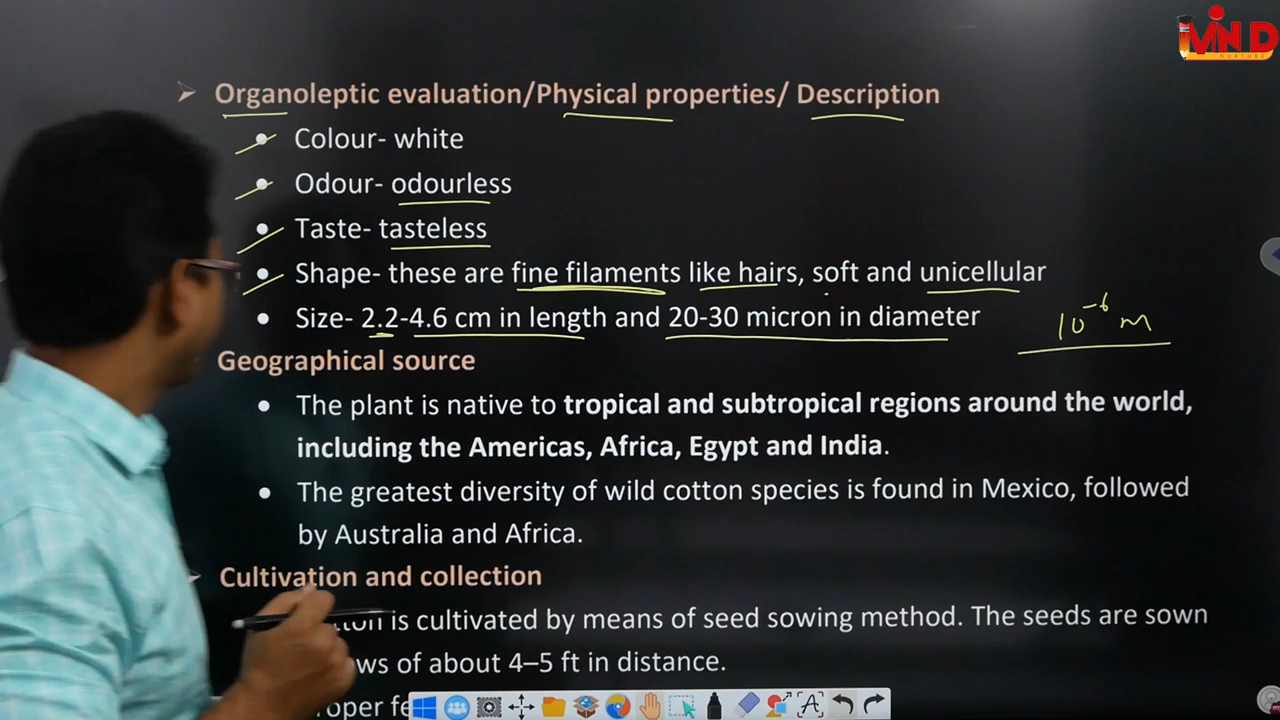 MIND
NURTURE
➢ Organoleptic evaluation/Physical properties/ Description
• Colour- white
• Odour- odourless
• Taste- tasteless
• Shape- these are fine filaments like hairs, soft and unicellular
• Size- 2.2-4.6 cm in length and 20-30 micron in diameter
10⁻⁶ m
Geographical source
• The plant is native to tropical and subtropical regions around the world,
including the Americas, Africa, Egypt and India.
• The greatest diversity of wild cotton species is found in Mexico, followed
by Australia and Africa.
Cultivation and collection
is cultivated by means of seed sowing method. The seeds are sown
of about 4–5 ft in distance.